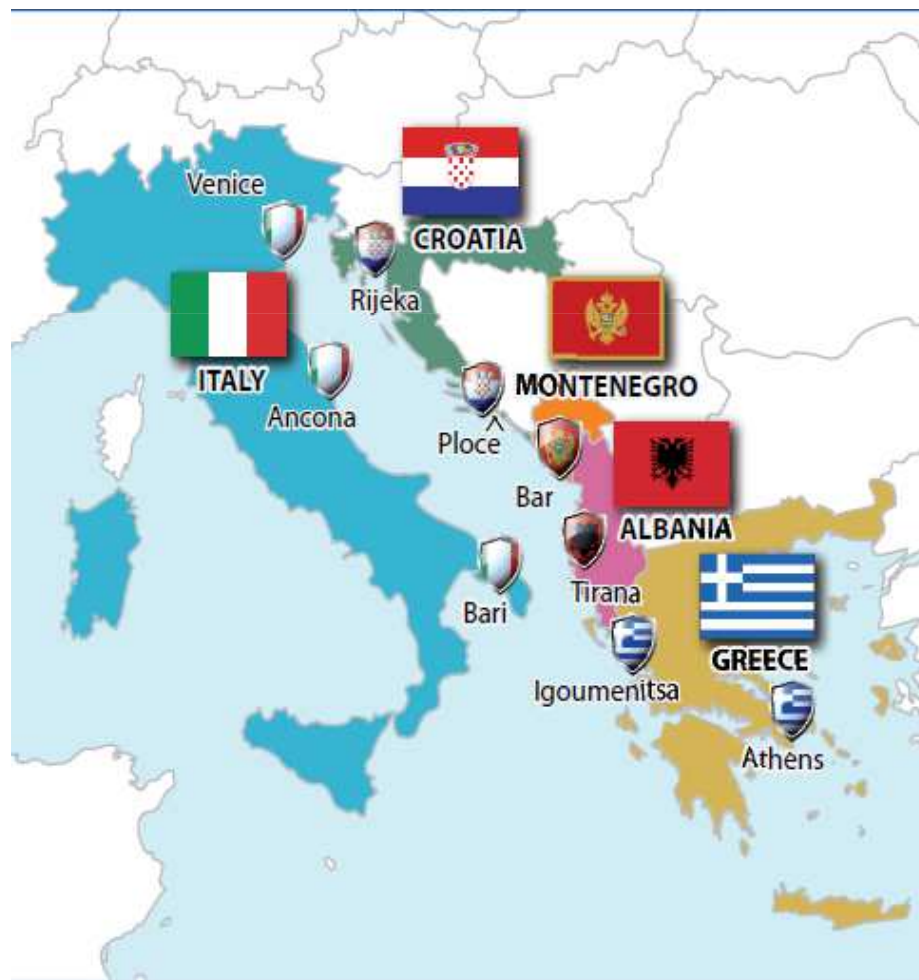 Venice
CROATIA
Rijeka
ITALY
MONTENEGRO
Ancona
Ploce
^
Bar
ALBANIA
Tirana
Bari
GREECE
Igoumenitsa
Athens